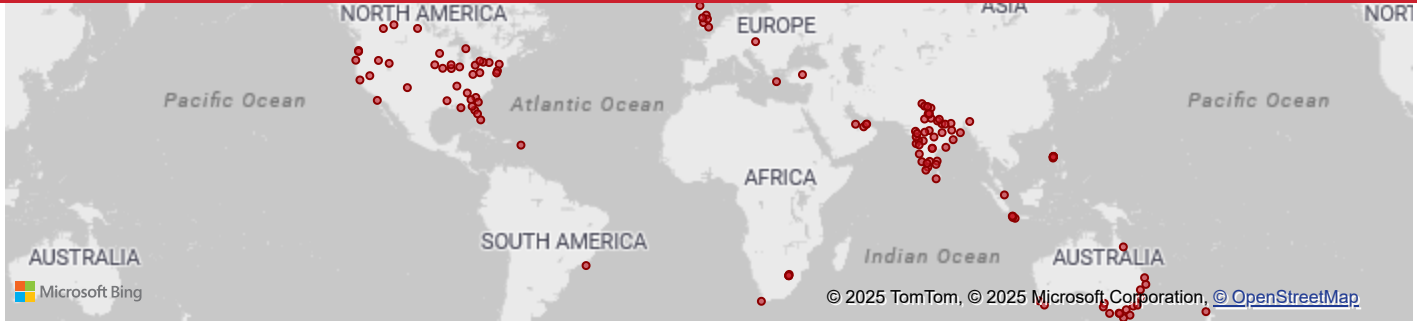 NORTH AMERICA
EUROPE
ASIA
NORT
Pacific Ocean
Atlantic Ocean
Pacific Ocean
AFRICA
SOUTH AMERICA
AUSTRALIA
Indian Ocean
AUSTRALIA
Microsoft Bing
© 2025 TomTom, © 2025 Microsoft Corporation, © OpenStreetMap